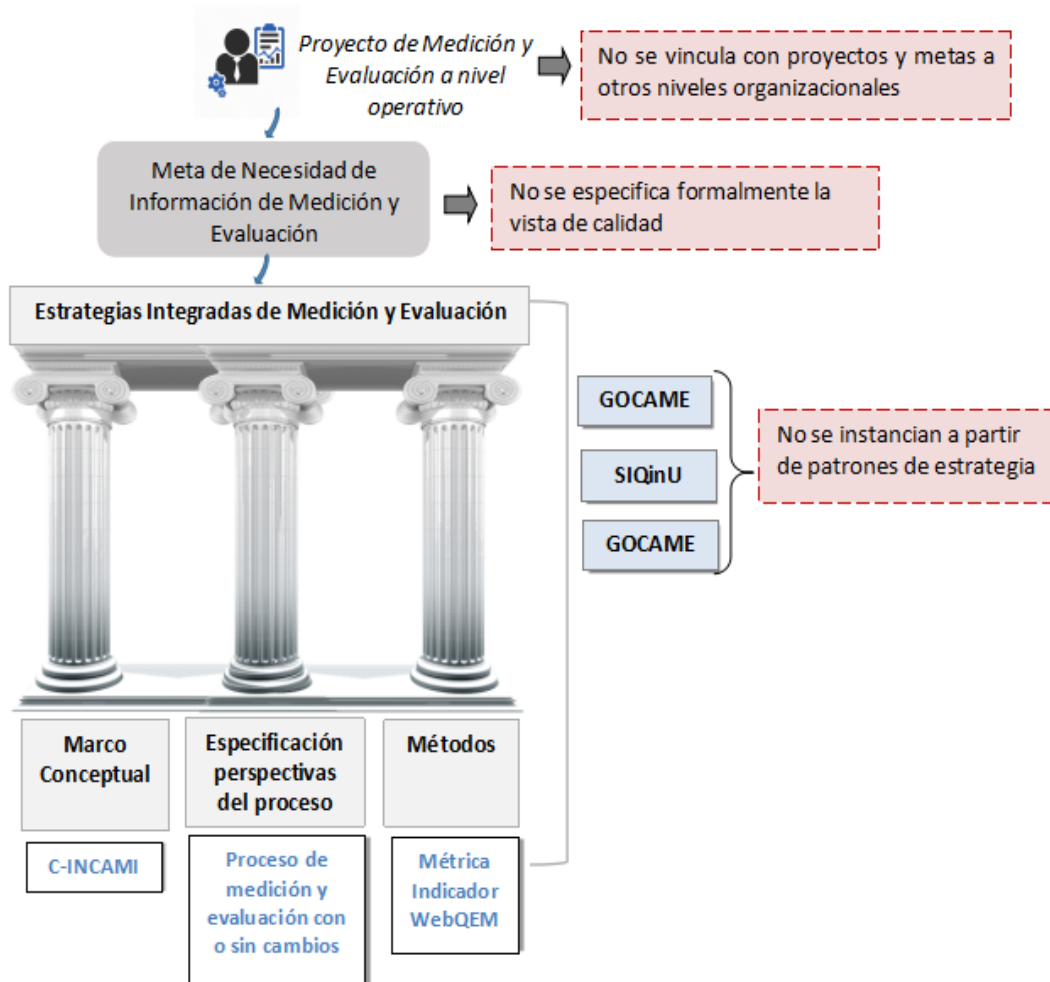 Proyecto de Medición y
Evaluación a nivel
operativo
No se vincula con proyectos y metas a
otros niveles organizacionales
Meta de Necesidad de
Información de Medición y
Evaluación
No se especifica formalmente la
vista de calidad
Estrategias Integradas de Medición y Evaluación
GOCAME
SIQinU
GOCAME
No se instancian a partir
de patrones de estrategia
Marco
Conceptual
Especificación
perspectivas
del proceso
Métodos
C-INCAMI
Proceso de
medición y
evaluación con
o sin cambios
Métrica
Indicador
WebQEM